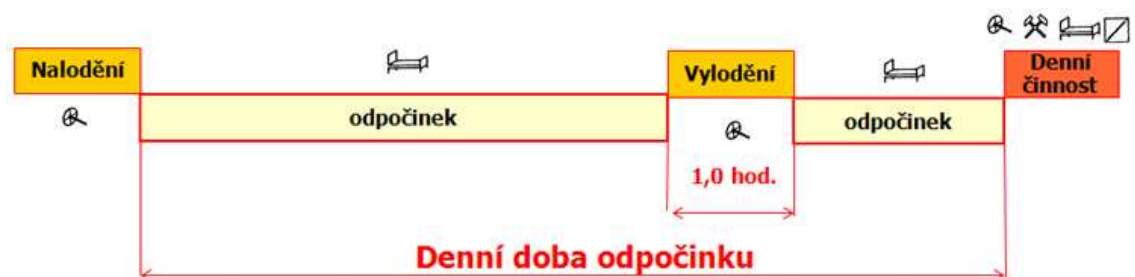 Nalodění
Vylodění
Denní
činnost
odpočinek
odpočinek
1,0 hod.
Denní doba odpočinku